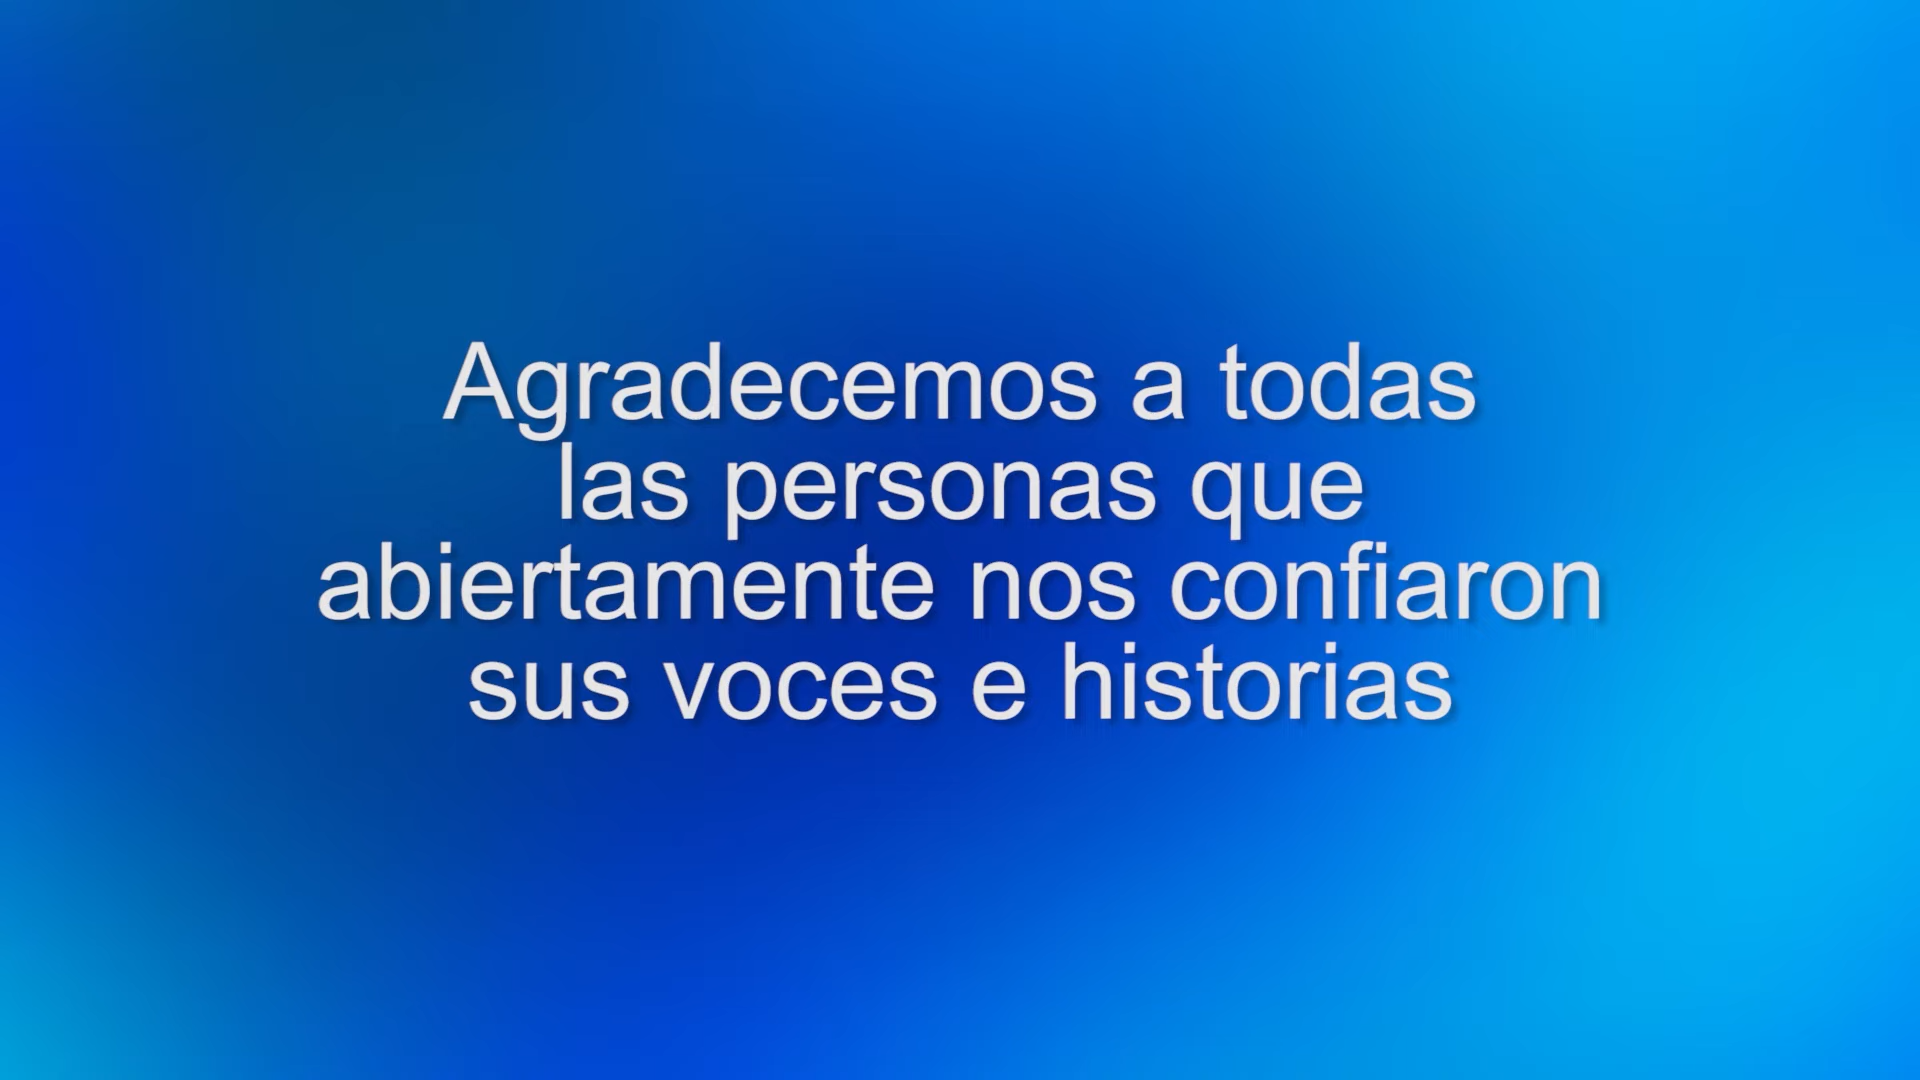 Agradecemos a todas
las personas que
abiertamente nos confiaron
sus voces e historias